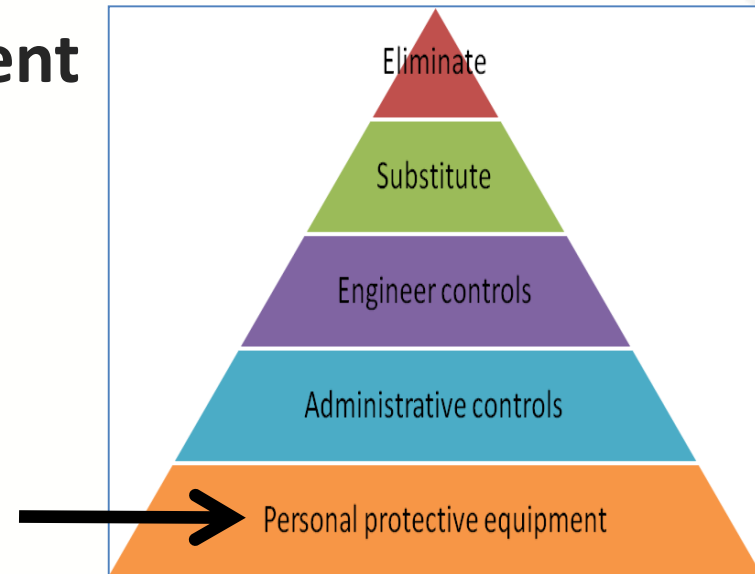 ent
Eliminate
Substitute
Engineer controls
Administrative controls
Personal protective equipment